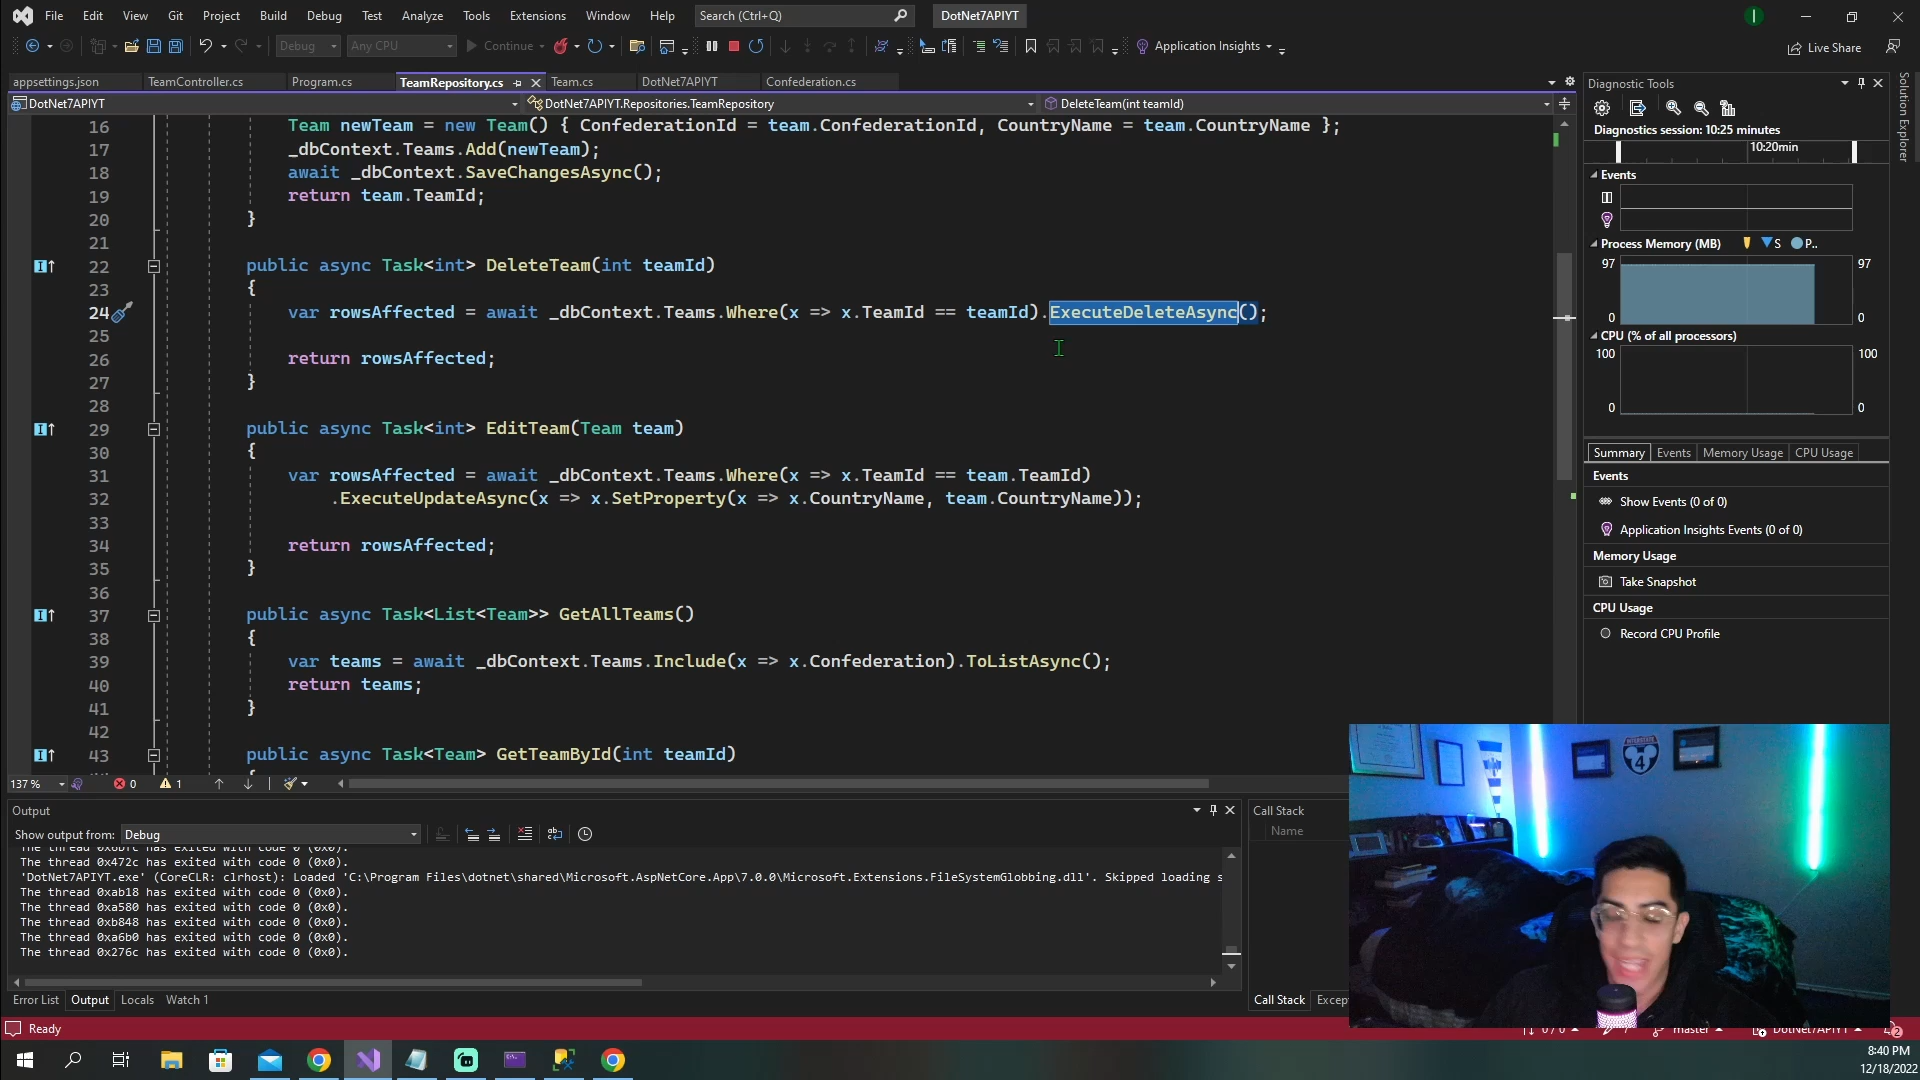 File Edit View Git Project Build Debug Test Analyze Tools Extensions Window Help Search (Ctrl+Q) DotNet7APIYT
Debug Any CPU Continue Application Insights Live Share
appsettings.json TeamController.cs Program.cs TeamRepository.cs Team.cs DotNet7APIYT Confederation.cs
DotNet7APIYT DotNet7APIYT.Repositories.TeamRepository DeleteTeam(int teamId)
16 Team newTeam = new Team() { ConfederationId = team.ConfederationId, CountryName = team.CountryName };
17 _dbContext.Teams.Add(newTeam);
18 await _dbContext.SaveChangesAsync();
19 return team.TeamId;
20 }
21
22 public async Task<int> DeleteTeam(int teamId)
23 {
24 var rowsAffected = await _dbContext.Teams.Where(x => x.TeamId == teamId).ExecuteDeleteAsync();
25
26 return rowsAffected;
27 }
28
29 public async Task<int> EditTeam(Team team)
30 {
31 var rowsAffected = await _dbContext.Teams.Where(x => x.TeamId == team.TeamId)
32 .ExecuteUpdateAsync(x => x.SetProperty(x => x.CountryName, team.CountryName));
33
34 return rowsAffected;
35 }
36
37 public async Task<List<Team>> GetAllTeams()
38 {
39 var teams = await _dbContext.Teams.Include(x => x.Confederation).ToListAsync();
40 return teams;
41 }
42
43 public async Task<Team> GetTeamById(int teamId)
137 % 0 1
Output
Show output from: Debug
The thread 0x472c has exited with code 0 (0x0).
'DotNet7APIYT.exe' (CoreCLR: clrhost): Loaded 'C:\Program Files\dotnet\shared\Microsoft.AspNetCore.App\7.0.0\Microsoft.Extensions.FileSystemGlobbing.dll'. Skipped loading s
The thread 0xab18 has exited with code 0 (0x0).
The thread 0xa580 has exited with code 0 (0x0).
The thread 0xb848 has exited with code 0 (0x0).
The thread 0xa6b0 has exited with code 0 (0x0).
The thread 0x276c has exited with code 0 (0x0).
Error List Output Locals Watch 1
Call Stack
Name
Call Stack Excep
Diagnostic Tools
Diagnostics session: 10:25 minutes
10:20min
Events
Process Memory (MB) S P..
97 97
0 0
CPU (% of all processors)
100 100
0 0
Summary Events Memory Usage CPU Usage
Events
Show Events (0 of 0)
Application Insights Events (0 of 0)
Memory Usage
Take Snapshot
CPU Usage
Record CPU Profile
Solution Explorer
Ready 0 / 0 master DotNet7APIYT 2
8:40 PM
12/18/2022